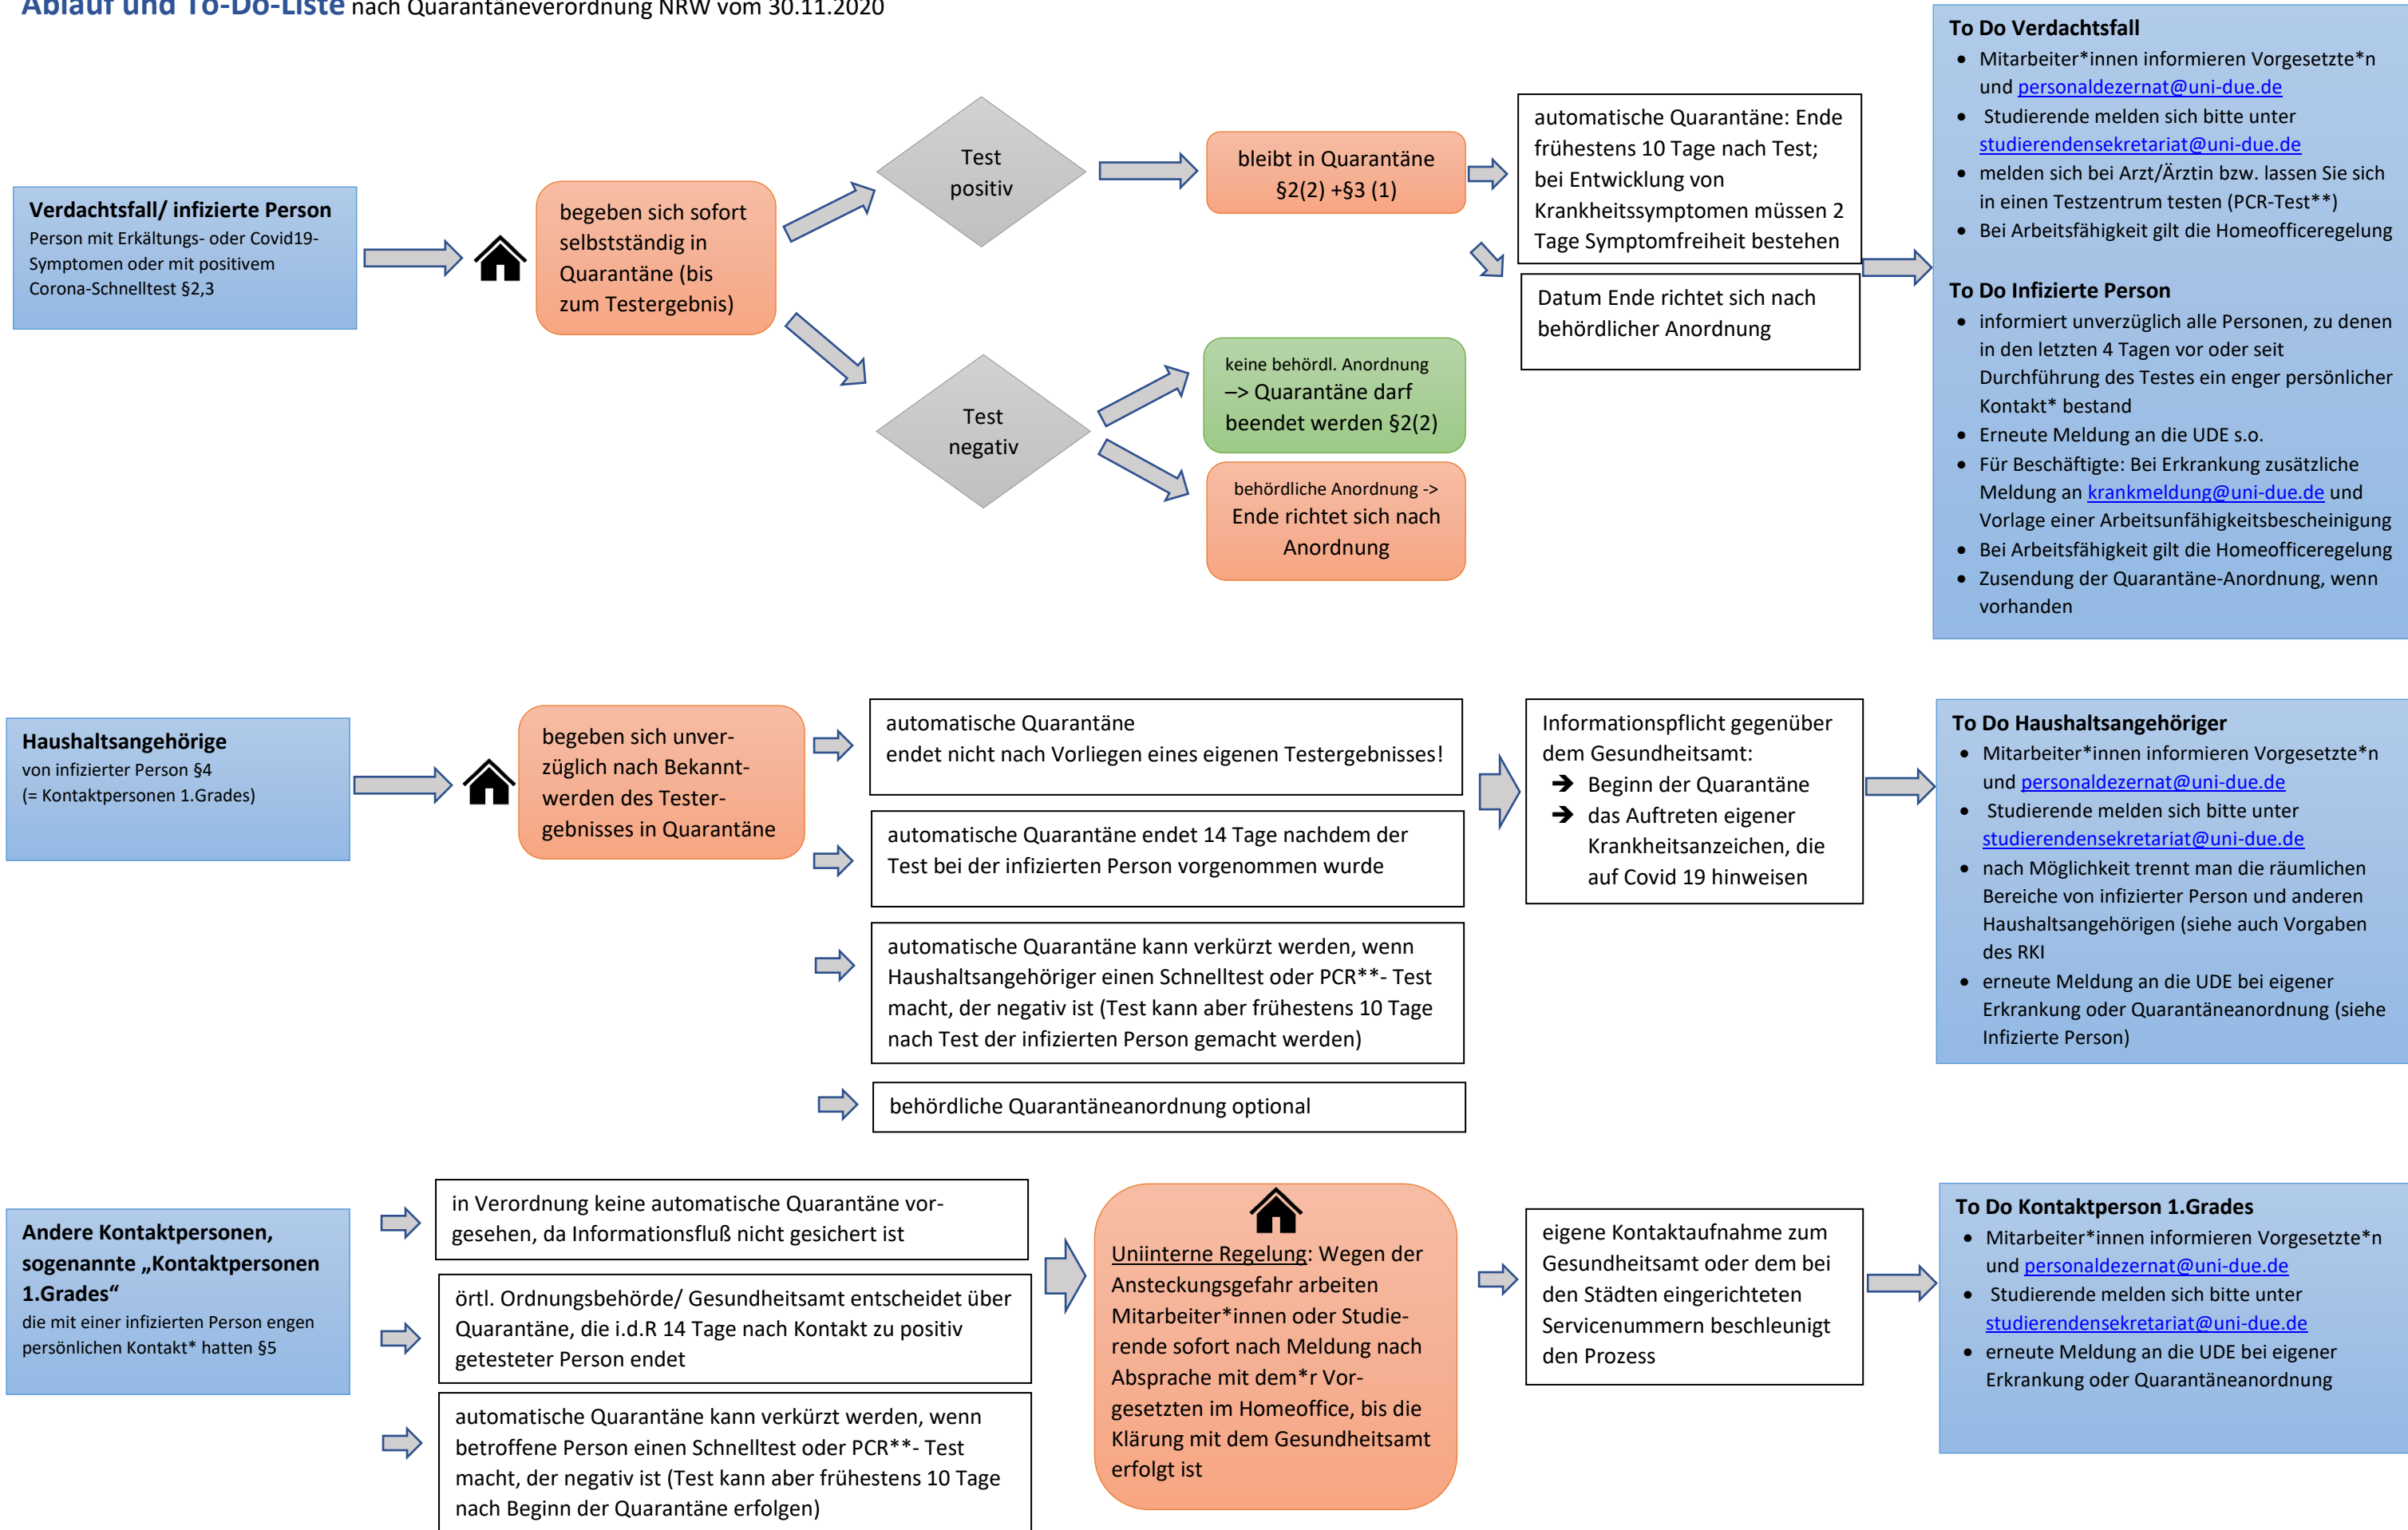 Ablauf und To-Do-Liste nach Quarantäneverordnung NRW vom 30.11.2020
Verdachtsfall/ infizierte Person
Person mit Erkältungs- oder Covid19-
Symptomen oder mit positivem
Corona-Schnelltest §2,3
begeben sich sofort
selbstständig in
Quarantäne (bis
zum Testergebnis)
Test
positiv
bleibt in Quarantäne
§2(2) +§3 (1)
automatische Quarantäne: Ende
frühestens 10 Tage nach Test;
bei Entwicklung von
Krankheitssymptomen müssen 2
Tage Symptomfreiheit bestehen
Datum Ende richtet sich nach
behördlicher Anordnung
Test
negativ
keine behördl. Anordnung
–> Quarantäne darf
beendet werden §2(2)
behördliche Anordnung ->
Ende richtet sich nach
Anordnung
To Do Verdachtsfall
• Mitarbeiter*innen informieren Vorgesetzte*n
und personaldezernat@uni-due.de
• Studierende melden sich bitte unter
studierendensekretariat@uni-due.de
• melden sich bei Arzt/Ärztin bzw. lassen Sie sich
in einen Testzentrum testen (PCR-Test**)
• Bei Arbeitsfähigkeit gilt die Homeofficeregelung
To Do Infizierte Person
• informiert unverzüglich alle Personen, zu denen
in den letzten 4 Tagen vor oder seit
Durchführung des Testes ein enger persönlicher
Kontakt* bestand
• Erneute Meldung an die UDE s.o.
• Für Beschäftigte: Bei Erkrankung zusätzliche
Meldung an krankmeldung@uni-due.de und
Vorlage einer Arbeitsunfähigkeitsbescheinigung
• Bei Arbeitsfähigkeit gilt die Homeofficeregelung
• Zusendung der Quarantäne-Anordnung, wenn
vorhanden
Haushaltsangehörige
von infizierter Person §4
(= Kontaktpersonen 1.Grades)
begeben sich unver-
züglich nach Bekannt-
werden des Tester-
gebnisses in Quarantäne
automatische Quarantäne
endet nicht nach Vorliegen eines eigenen Testergebnisses!
automatische Quarantäne endet 14 Tage nachdem der
Test bei der infizierten Person vorgenommen wurde
automatische Quarantäne kann verkürzt werden, wenn
Haushaltsangehöriger einen Schnelltest oder PCR**- Test
macht, der negativ ist (Test kann aber frühestens 10 Tage
nach Test der infizierten Person gemacht werden)
behördliche Quarantäneanordnung optional
Informationspflicht gegenüber
dem Gesundheitsamt:
➔ Beginn der Quarantäne
➔ das Auftreten eigener
Krankheitsanzeichen, die
auf Covid 19 hinweisen
To Do Haushaltsangehöriger
• Mitarbeiter*innen informieren Vorgesetzte*n
und personaldezernat@uni-due.de
• Studierende melden sich bitte unter
studierendensekretariat@uni-due.de
• nach Möglichkeit trennt man die räumlichen
Bereiche von infizierter Person und anderen
Haushaltsangehörigen (siehe auch Vorgaben
des RKI
• erneute Meldung an die UDE bei eigener
Erkrankung oder Quarantäneanordnung (siehe
Infizierte Person)
Andere Kontaktpersonen,
sogenannte „Kontaktpersonen
1.Grades“
die mit einer infizierten Person engen
persönlichen Kontakt* hatten §5
in Verordnung keine automatische Quarantäne vor-
gesehen, da Informationsfluß nicht gesichert ist
örtl. Ordnungsbehörde/ Gesundheitsamt entscheidet über
Quarantäne, die i.d.R 14 Tage nach Kontakt zu positiv
getesteter Person endet
automatische Quarantäne kann verkürzt werden, wenn
betroffene Person einen Schnelltest oder PCR**- Test
macht, der negativ ist (Test kann aber frühestens 10 Tage
nach Beginn der Quarantäne erfolgen)
Uniinterne Regelung: Wegen der
Ansteckungsgefahr arbeiten
Mitarbeiter*innen oder Studie-
rende sofort nach Meldung nach
Absprache mit dem*r Vor-
gesetzten im Homeoffice, bis die
Klärung mit dem Gesundheitsamt
erfolgt ist
eigene Kontaktaufnahme zum
Gesundheitsamt oder dem bei
den Städten eingerichteten
Servicenummern beschleunigt
den Prozess
To Do Kontaktperson 1.Grades
• Mitarbeiter*innen informieren Vorgesetzte*n
und personaldezernat@uni-due.de
• Studierende melden sich bitte unter
studierendensekretariat@uni-due.de
• erneute Meldung an die UDE bei eigener
Erkrankung oder Quarantäneanordnung